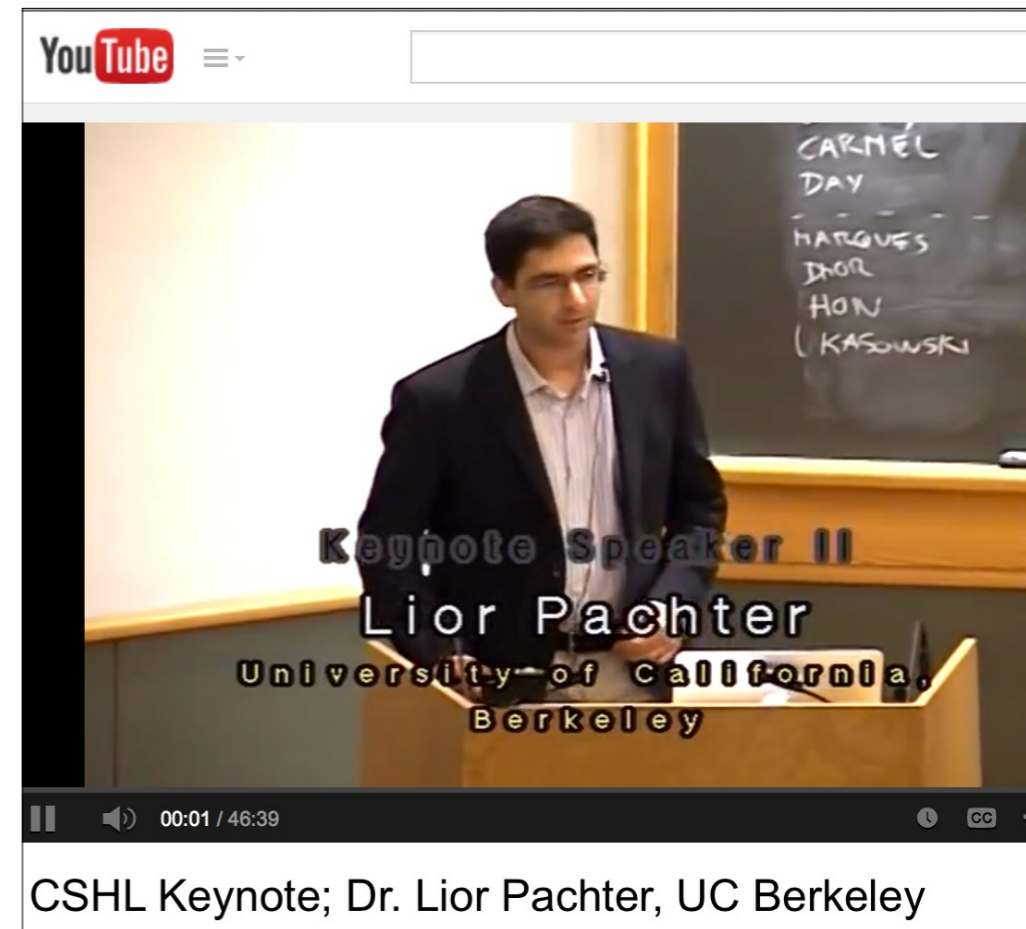 YouTube
CARMEL
DAY
MARQUES
HON
KASOWSKI
Keynote Speaker II
Lior Pachter
University of California,
Berkeley
00:01 / 46:39
CC
CSHL Keynote; Dr. Lior Pachter, UC Berkeley